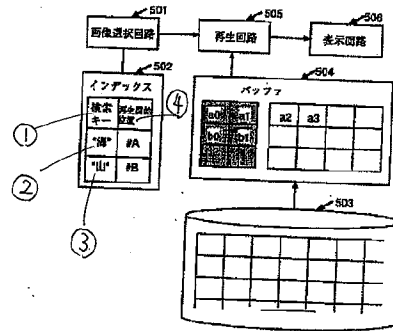 501
505
506
画像選択回路
再生回路
表示回路
502
504
インデックス
バッファ
①
検索キー
再生開始位置
④
a0
a1
a2
a3
②
"海"
#A
b0
b1
"山"
#B
③
503